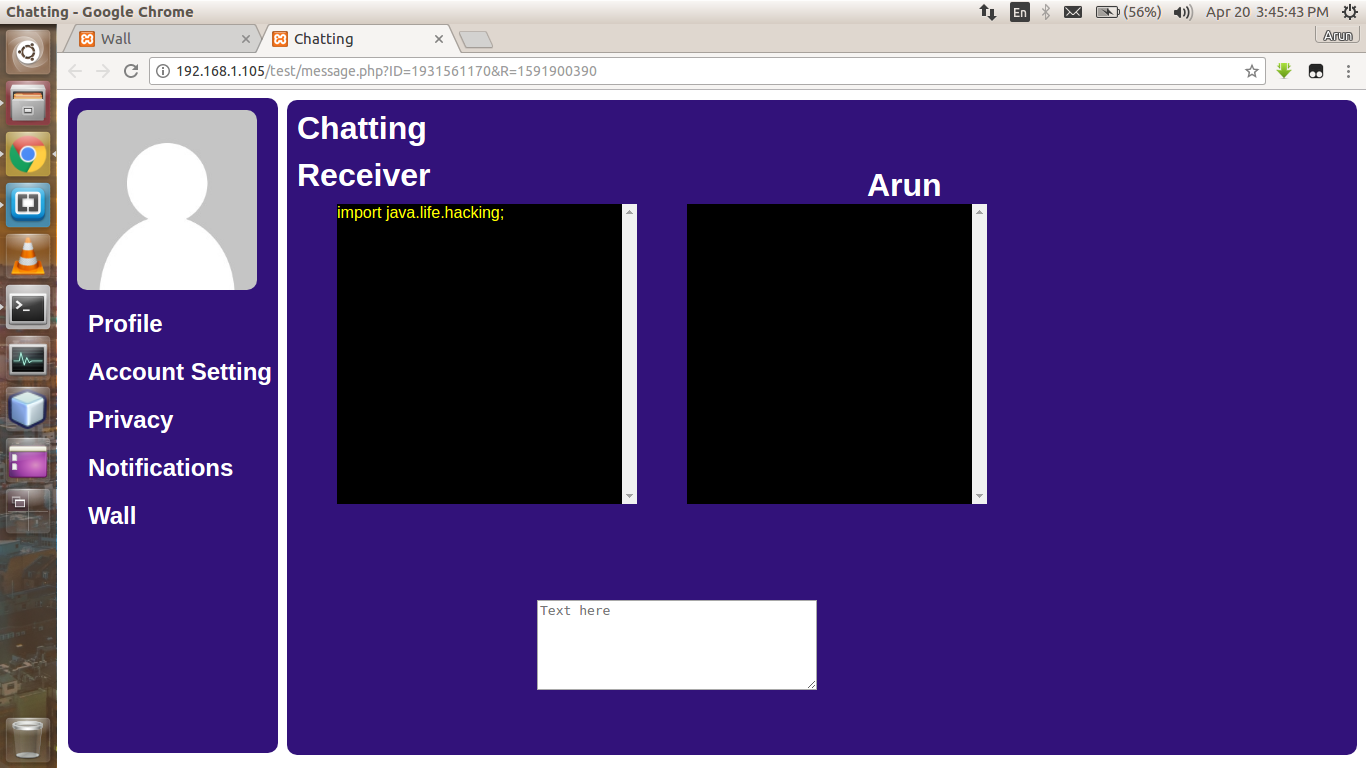 Chatting - Google Chrome
En
(56%)
Apr 20 3:45:43 PM
Wall
Chatting
Arun
192.168.1.105/test/message.php?ID=1931561170&R=1591900390
Profile
Account Setting
Privacy
Notifications
Wall
Chatting
Receiver
Arun
import java.life.hacking;
Text here